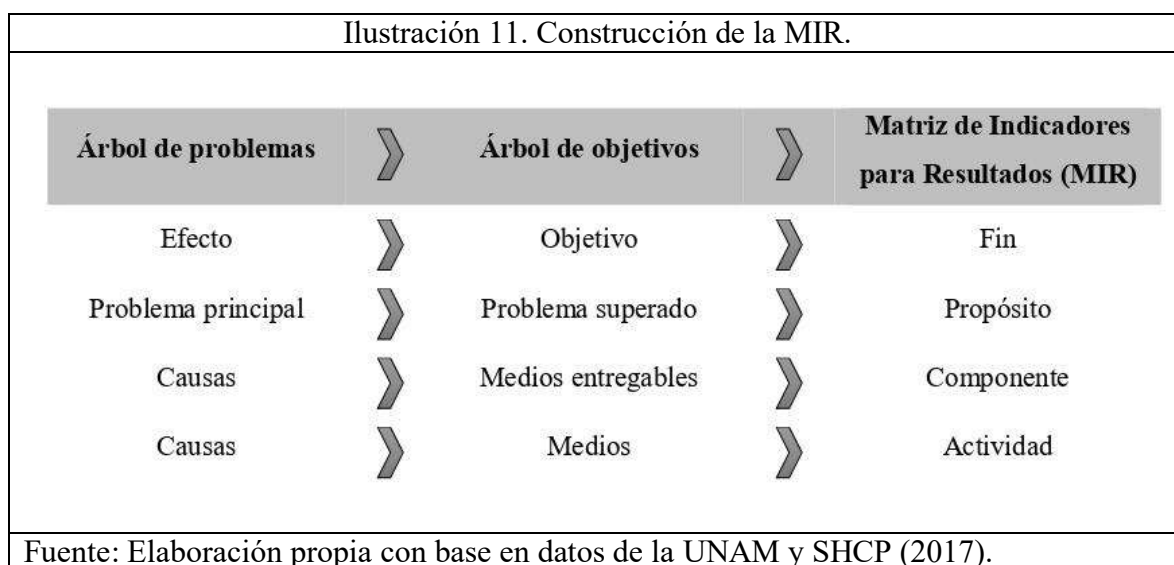 Ilustración 11. Construcción de la MIR.
Árbol de problemas
Árbol de objetivos
Matriz de Indicadores
para Resultados (MIR)
Efecto
Objetivo
Fin
Problema principal
Problema superado
Propósito
Causas
Medios entregables
Componente
Causas
Medios
Actividad
Fuente: Elaboración propia con base en datos de la UNAM y SHCP (2017).